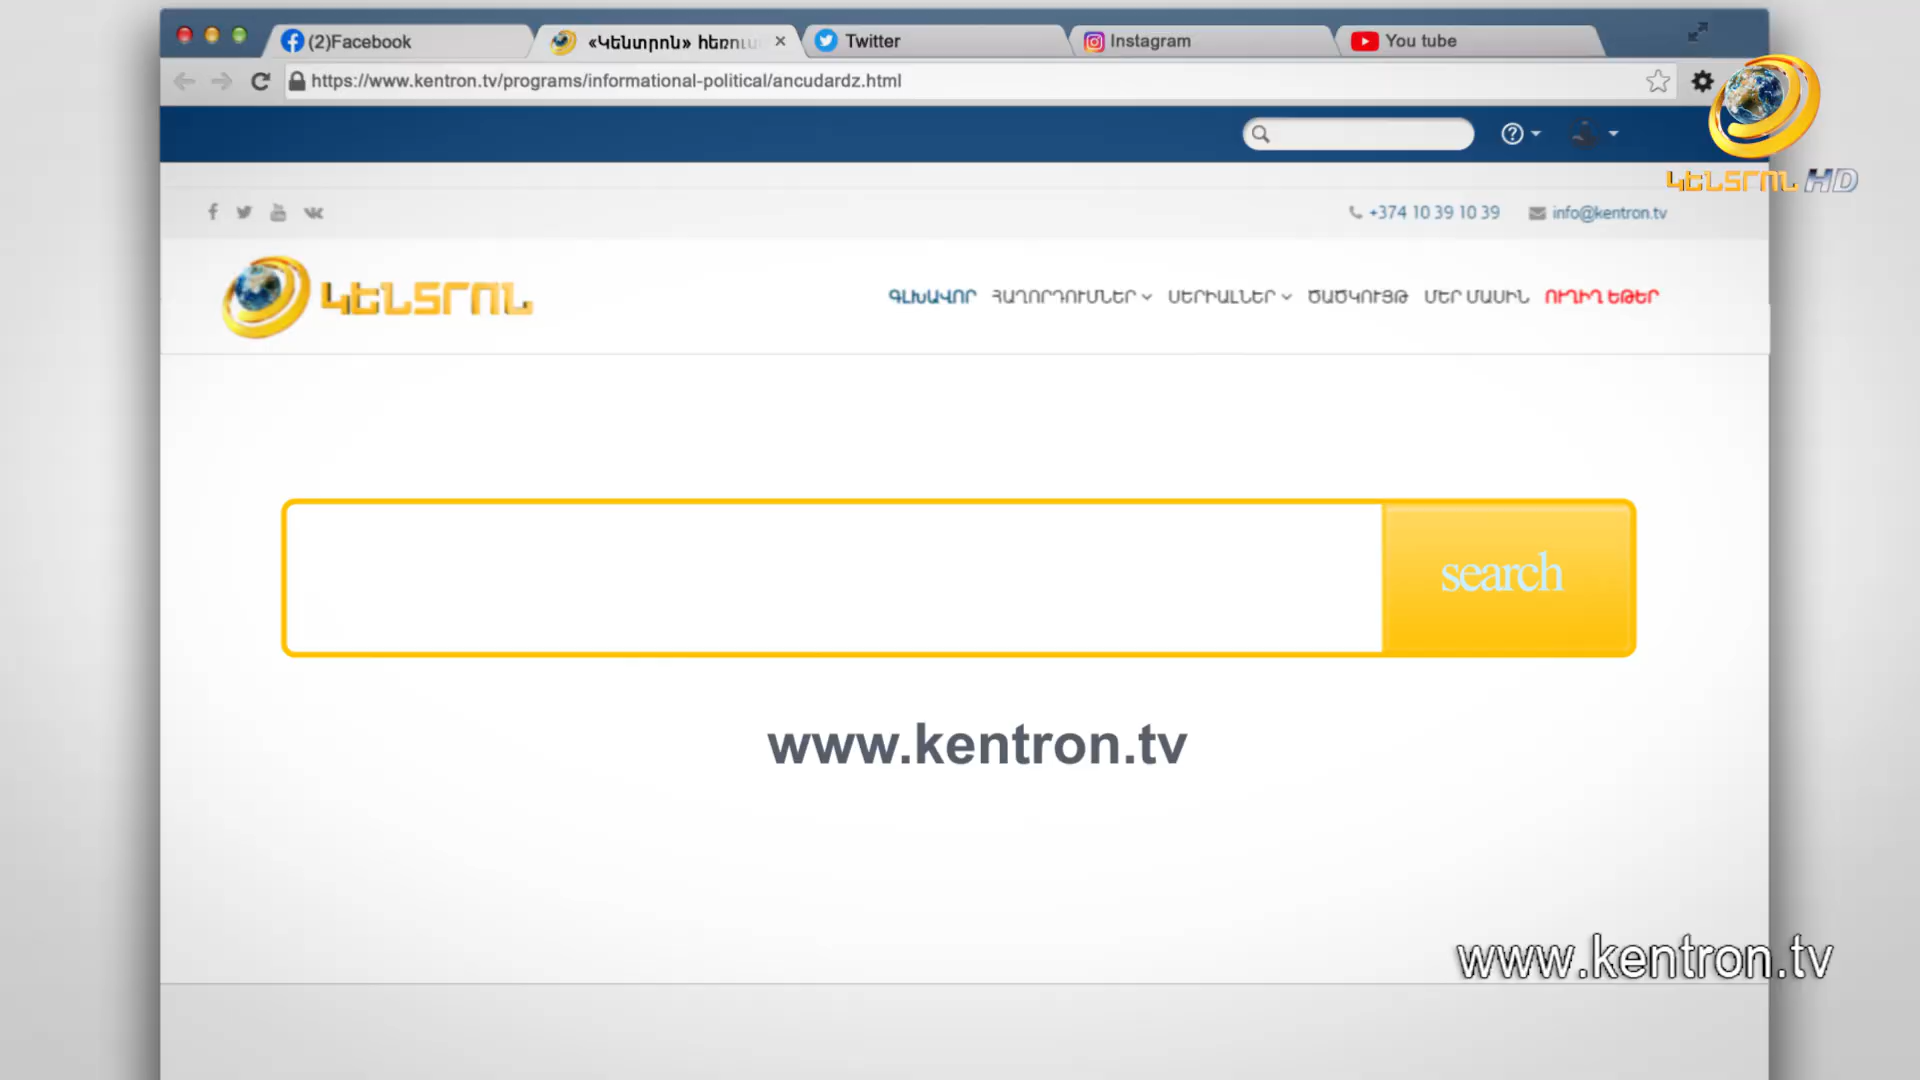 (2)Facebook
«Կենտրոն» հեռուս
Twitter
Instagram
You tube
https://www.kentron.tv/programs/informational-political/ancudardz.html
ԿԵՆՏՐՈՆ HD
+374 10 39 10 39
info@kentron.tv
ԿԵՆՏՐՈՆ
ԳԼԽԱՎՈՐ ՀԱՂՈՐԴՈՒՄՆԵՐ ՍԵՐԻԱԼՆԵՐ ԾԱԾԿՈՒՅԹ ՄԵՐ ՄԱՍԻՆ ՈՒՂԻՂ ԵԹԵՐ
search
www.kentron.tv
www.kentron.tv